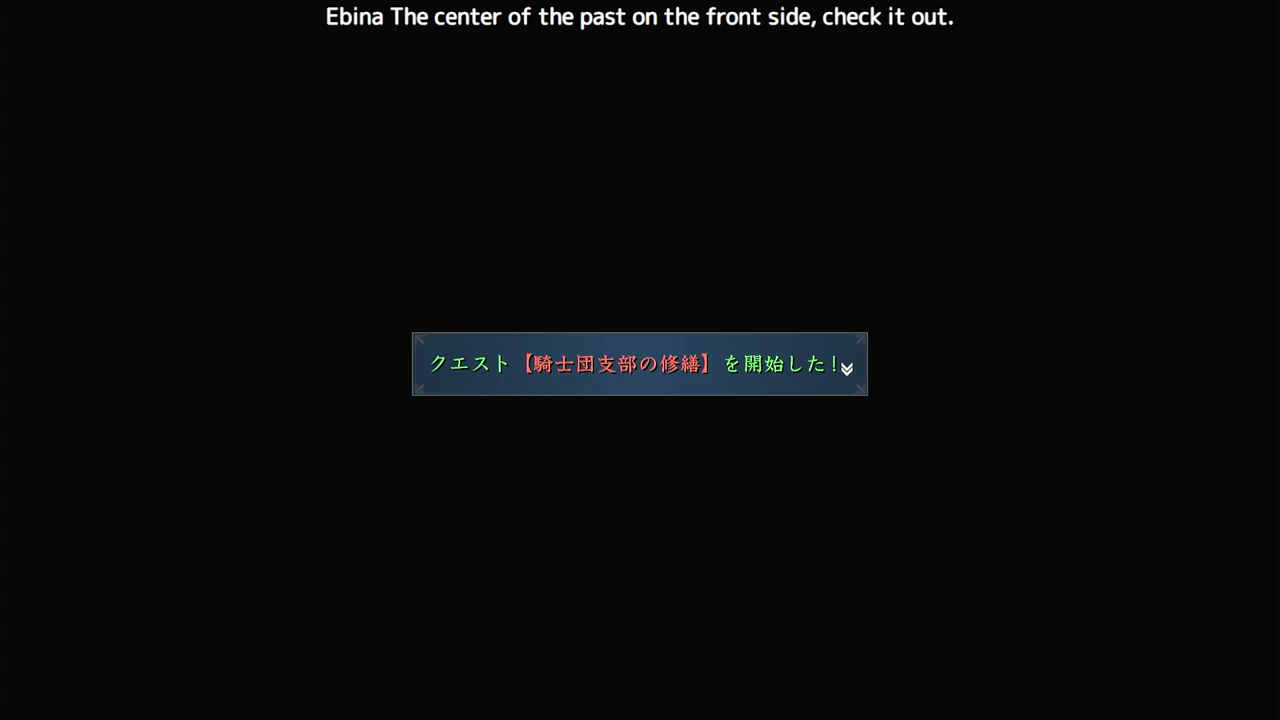 Ebina The center of the past on the front side, check it out.
クエスト【騎士団支部の修繕】を開始した！